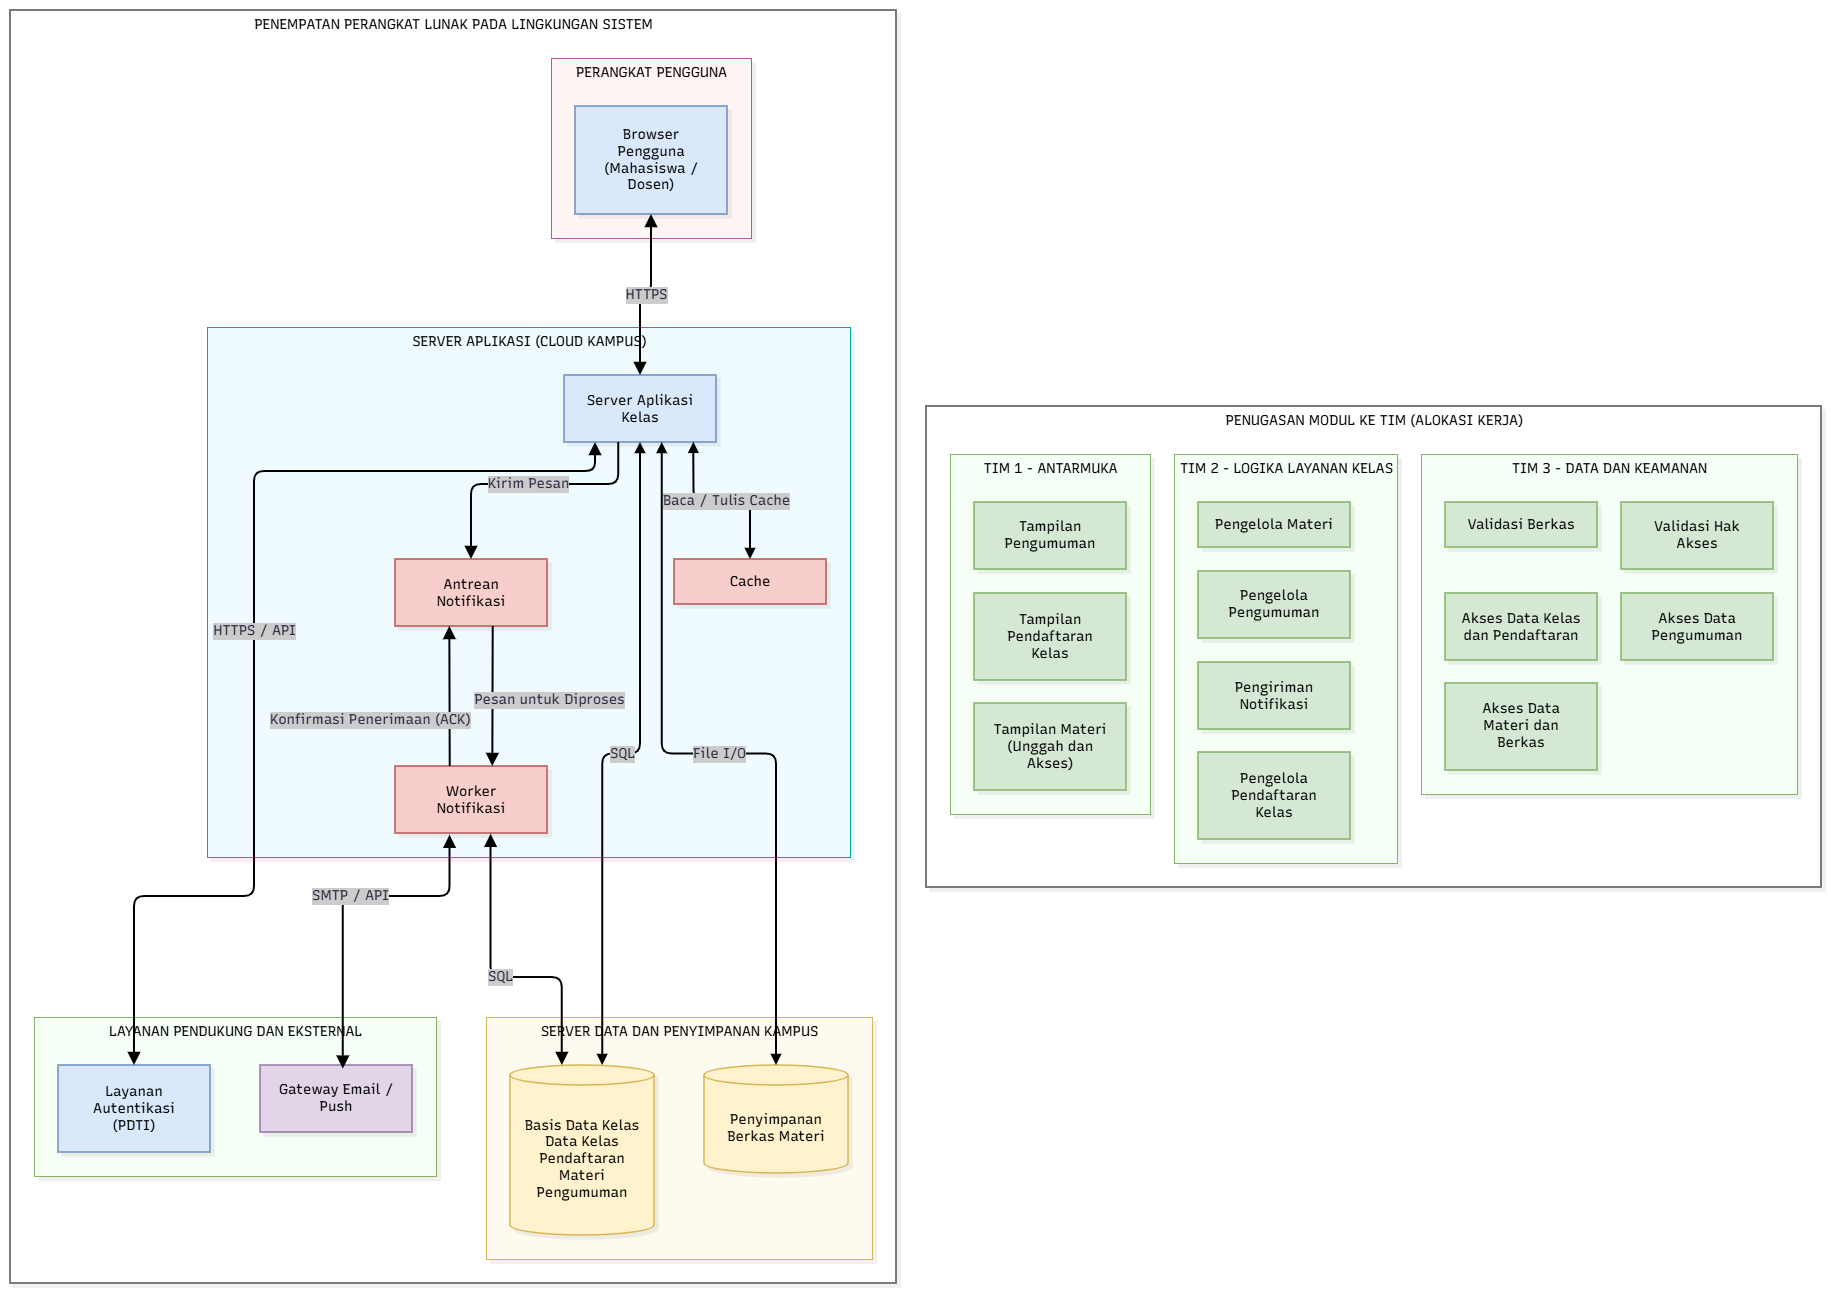 PENEMPATAN PERANGKAT LUNAK PADA LINGKUNGAN SISTEM
PERANGKAT PENGGUNA
Browser
Pengguna
(Mahasiswa /
Dosen)
HTTPS
SERVER APLIKASI (CLOUD KAMPUS)
Server Aplikasi
Kelas
Kirim Pesan
Baca / Tulis Cache
Antrean
Notifikasi
Cache
HTTPS / API
Pesan untuk Diproses
Konfirmasi Penerimaan (ACK)
SQL
File I/O
Worker
Notifikasi
SMTP / API
SQL
LAYANAN PENDUKUNG DAN EKSTERNAL
Layanan
Autentikasi
(PDTI)
Gateway Email /
Push
SERVER DATA DAN PENYIMPANAN KAMPUS
Basis Data Kelas
Data Kelas
Pendaftaran
Materi
Pengumuman
Penyimpanan
Berkas Materi
PENUGASAN MODUL KE TIM (ALOKASI KERJA)
TIM 1 - ANTARMUKA
Tampilan
Pengumuman
Tampilan
Pendaftaran
Kelas
Tampilan Materi
(Unggah dan
Akses)
TIM 2 - LOGIKA LAYANAN KELAS
Pengelola Materi
Pengelola
Pengumuman
Pengiriman
Notifikasi
Pengelola
Pendaftaran
Kelas
TIM 3 - DATA DAN KEAMANAN
Validasi Berkas
Validasi Hak
Akses
Akses Data Kelas
dan Pendaftaran
Akses Data
Pengumuman
Akses Data
Materi dan
Berkas